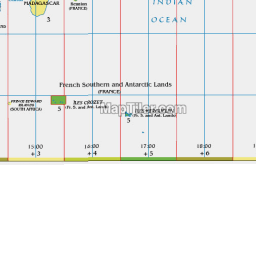 MADAGASCAR
Réunion
(FRANCE)
INDIAN
OCEAN
3
French Southern and Antarctic Lands
(FRANCE)
PRINCE EDWARD
ISLANDS
(SOUTH AFRICA)
ÎLES CROZET
(Fr. S. and Ant. Lands)
5
MapTiler.com
(Fr. S. and Ant. Lands)
5
15:00 16:00 17:00 18:00
+3 +4 +5 +6